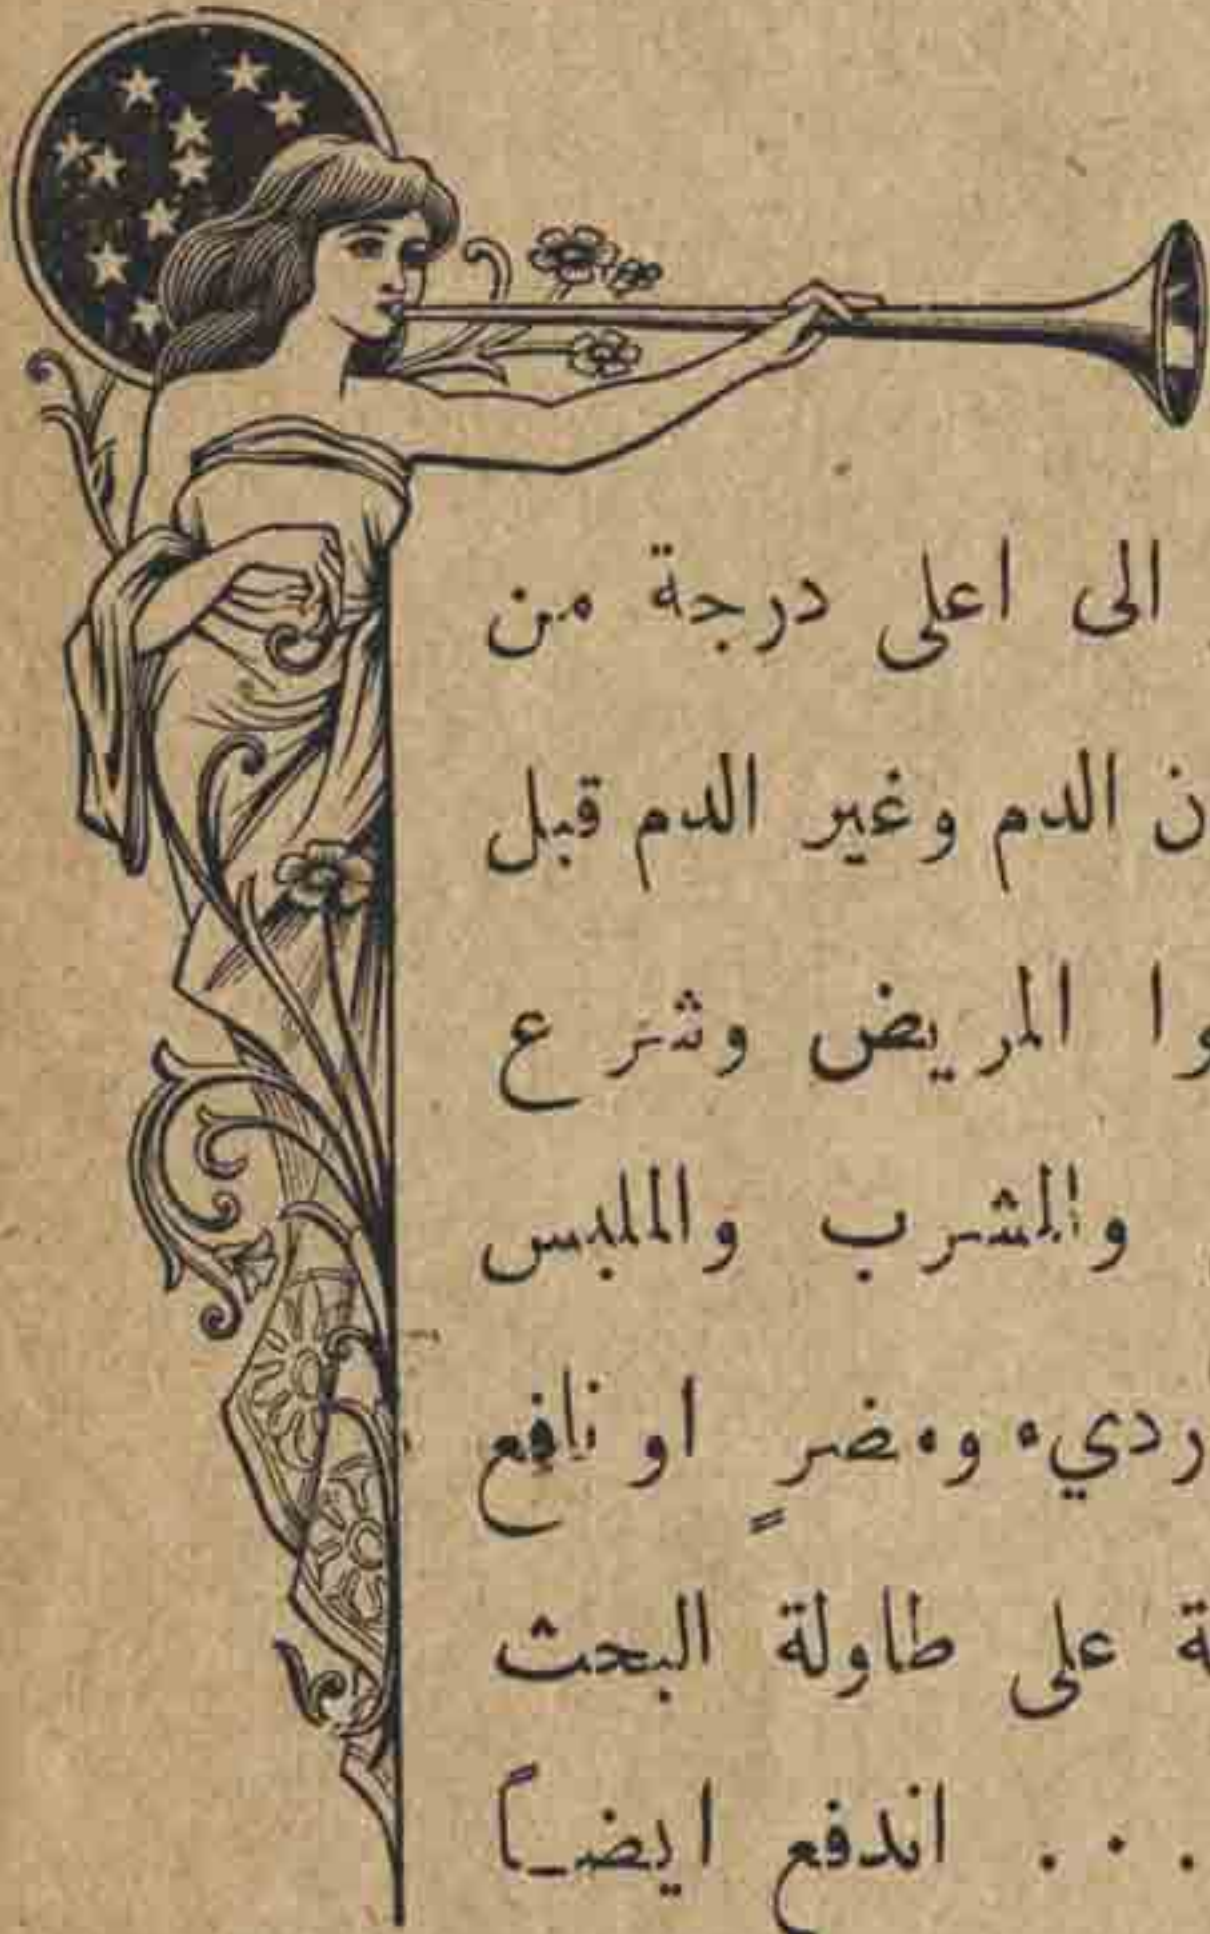 الى اعلى درجة من
الدم وغير الدم قبل
المريض وشرع
والمشرب والملبس
رديء ومضرٍ او نافع
على طاولة البحث
. . . اندفع ايضاً